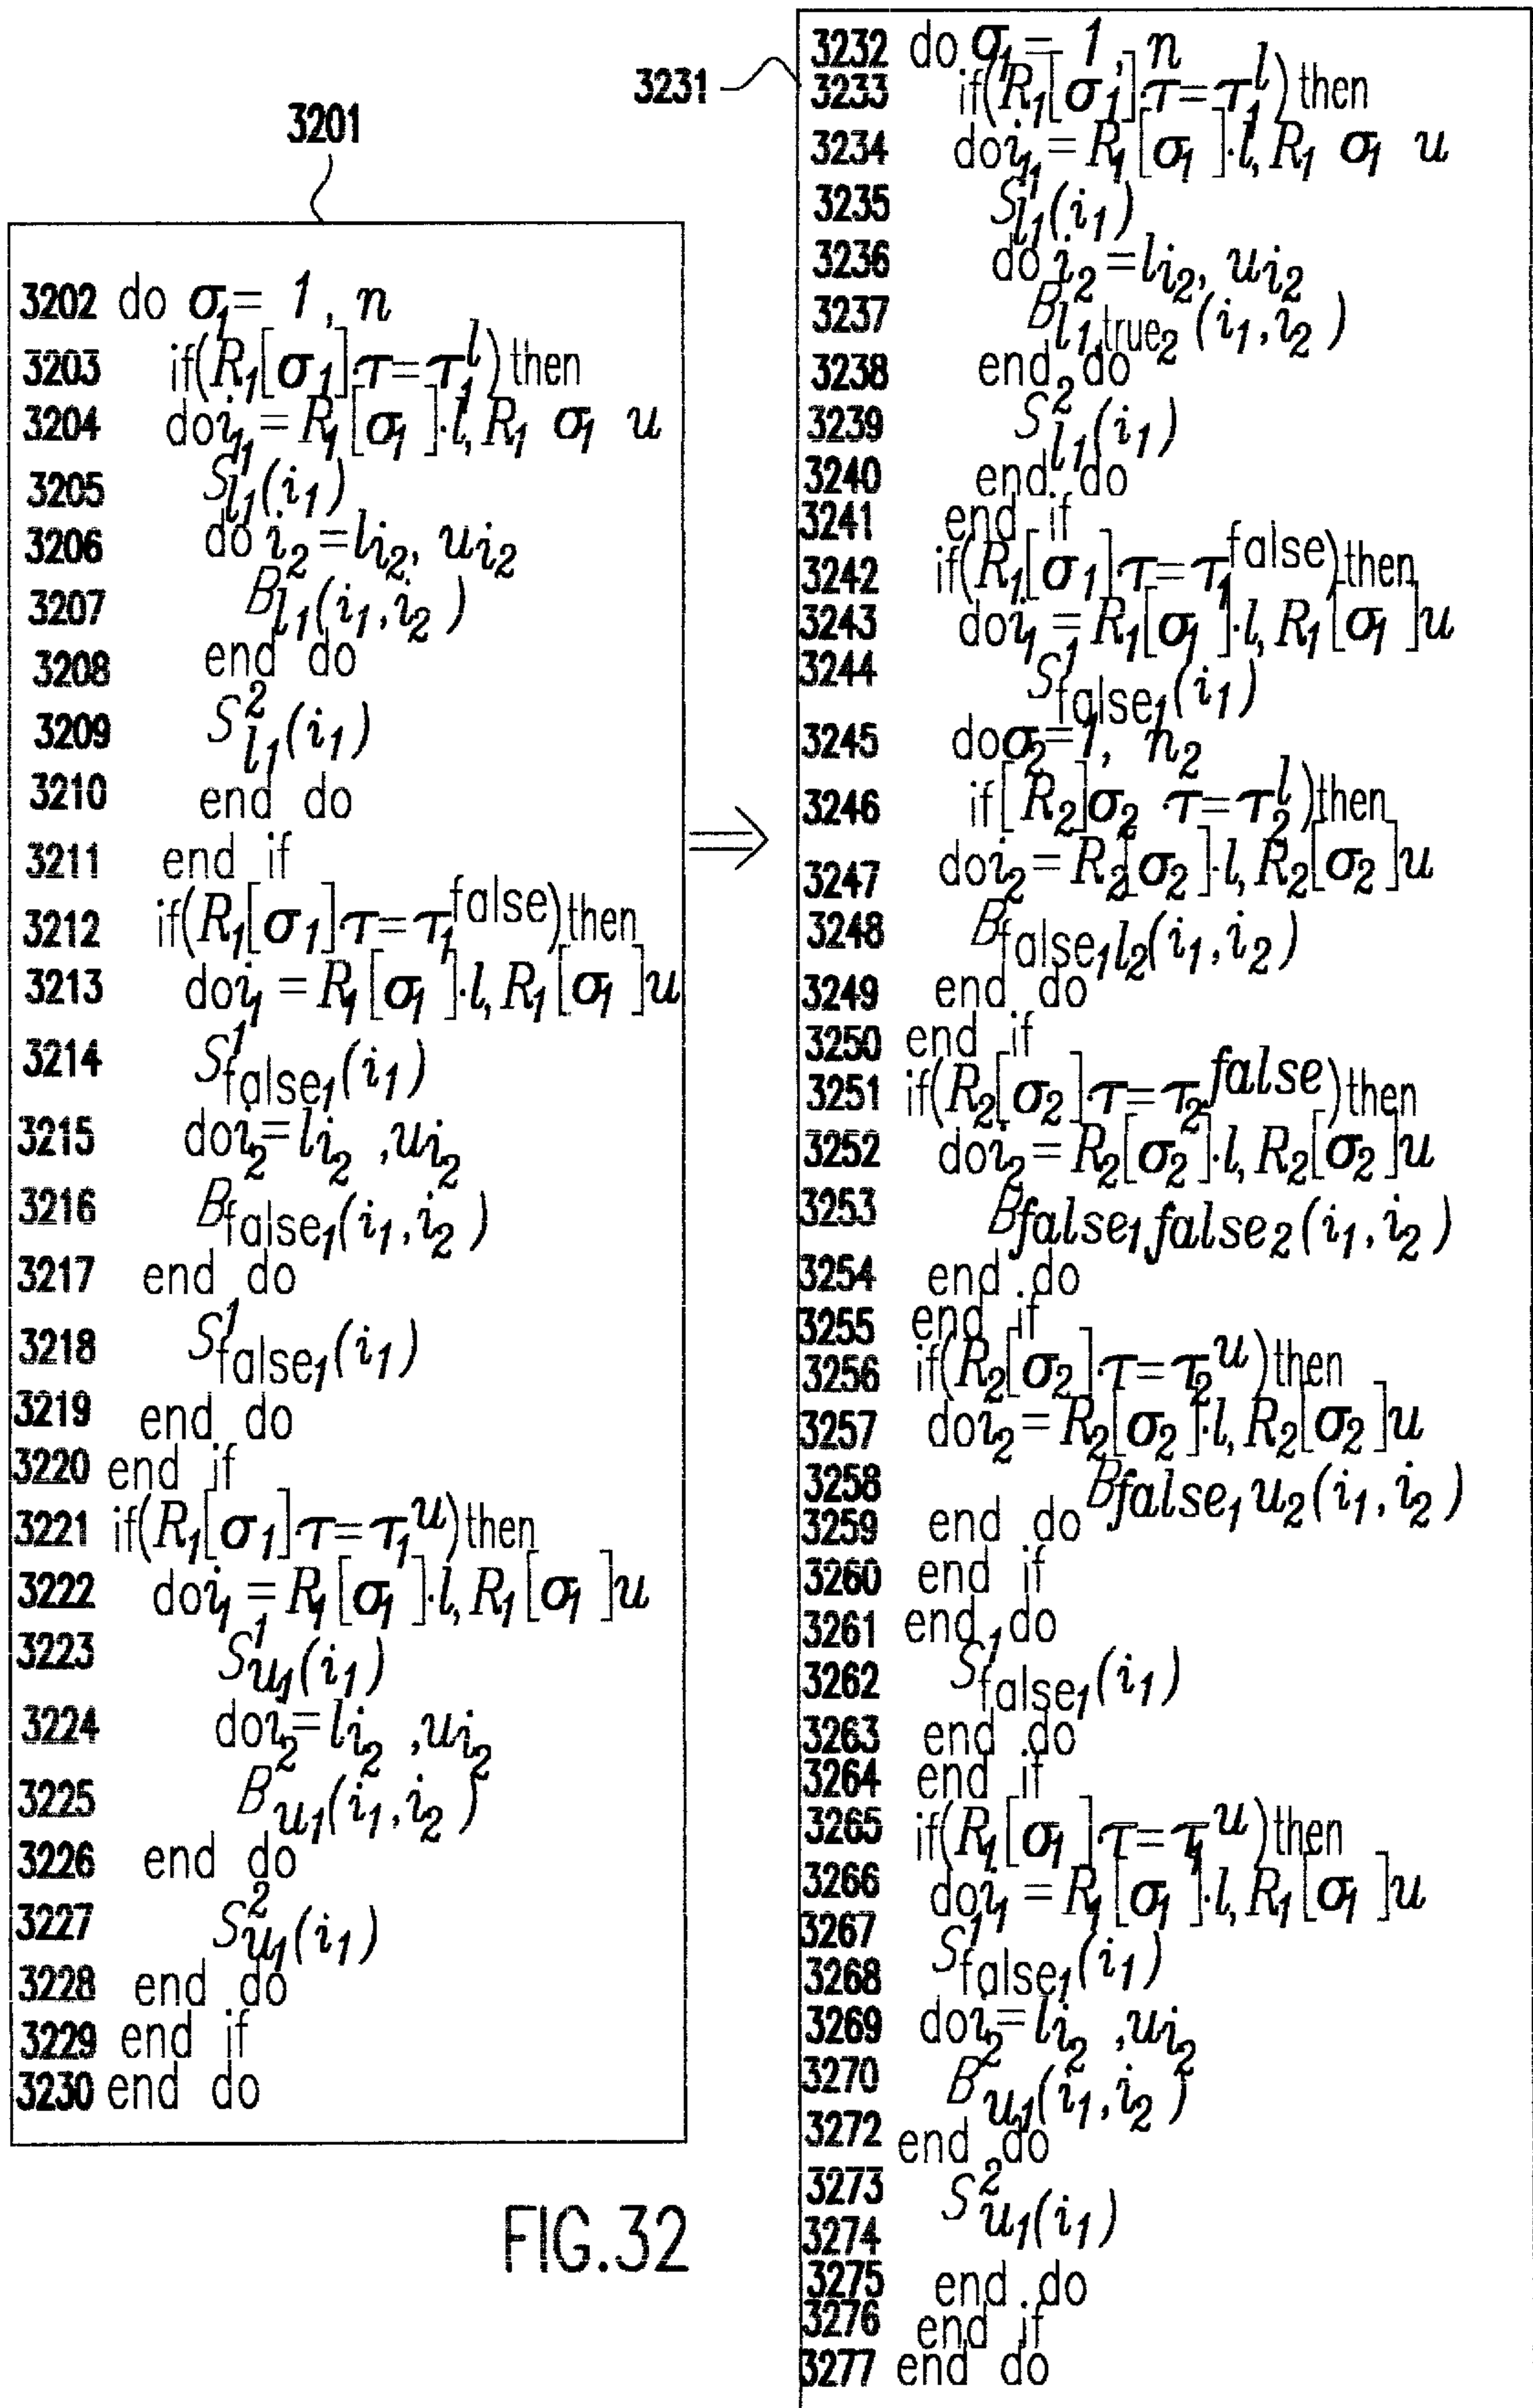 3201
3202 do σ₁ = 1, n
3203 if(R₁[σ₁].τ=τ₁ˡ) then
3204 do i₁ = R₁[σ₁].l, R₁ σ₁ u
3205 S¹l₁(i₁)
3206 do i₂ = li₂, ui₂
3207 Bl₁(i₁,i₂)
3208 end do
3209 S²l₁(i₁)
3210 end do
3211 end if
3212 if(R₁[σ₁].τ=τ₁^false) then
3213 do i₁ = R₁[σ₁].l, R₁[σ₁]u
3214 S¹false₁(i₁)
3215 do i₂ = li₂ ,ui₂
3216 Bfalse₁(i₁,i₂)
3217 end do
3218 S¹false₁(i₁)
3219 end do
3220 end if
3221 if(R₁[σ₁]τ=τ₁ᵘ) then
3222 do i₁ = R₁[σ₁].l, R₁[σ₁]u
3223 S¹u₁(i₁)
3224 do i₂ = li₂ ,ui₂
3225 Bu₁(i₁,i₂)
3226 end do
3227 S²u₁(i₁)
3228 end do
3229 end if
3230 end do
FIG.32
⇒
3231
3232 do σ₁ = 1, n
3233 if(R₁[σ₁].τ=τ₁ˡ) then
3234 do i₁ = R₁[σ₁].l, R₁ σ₁ u
3235 S¹l₁(i₁)
3236 do i₂ = li₂, ui₂
3237 Bl₁,true₂(i₁,i₂)
3238 end do
3239 S²l₁(i₁)
3240 end do
3241 end if
3242 if(R₁[σ₁].τ=τ₁^false) then
3243 do i₁ = R₁[σ₁].l, R₁[σ₁]u
3244 S¹false₁(i₁)
3245 do σ₂=1, n₂
3246 if[R₂]σ₂ .τ=τ₂ˡ) then
3247 do i₂ = R₂[σ₂].l, R₂[σ₂]u
3248 Bfalse₁l₂(i₁,i₂)
3249 end do
3250 end if
3251 if(R₂[σ₂].τ=τ₂^false) then
3252 do i₂ = R₂[σ₂].l, R₂[σ₂]u
3253 Bfalse₁false₂(i₁,i₂)
3254 end do
3255 end if
3256 if(R₂[σ₂].τ=τ₂ᵘ) then
3257 do i₂ = R₂[σ₂].l, R₂[σ₂]u
3258 Bfalse₁u₂(i₁,i₂)
3259 end do
3260 end if
3261 end do
3262 S¹false₁(i₁)
3263 end do
3264 end if
3265 if(R₁[σ₁]τ=τ₁ᵘ) then
3266 do i₁ = R₁[σ₁].l, R₁[σ₁]u
3267
3268 S¹false₁(i₁)
3269 do i₂ = li₂ ,ui₂
3270 Bu₁(i₁,i₂)
3272 end do
3273 S²u₁(i₁)
3274
3275 end do
3276 end if
3277 end do